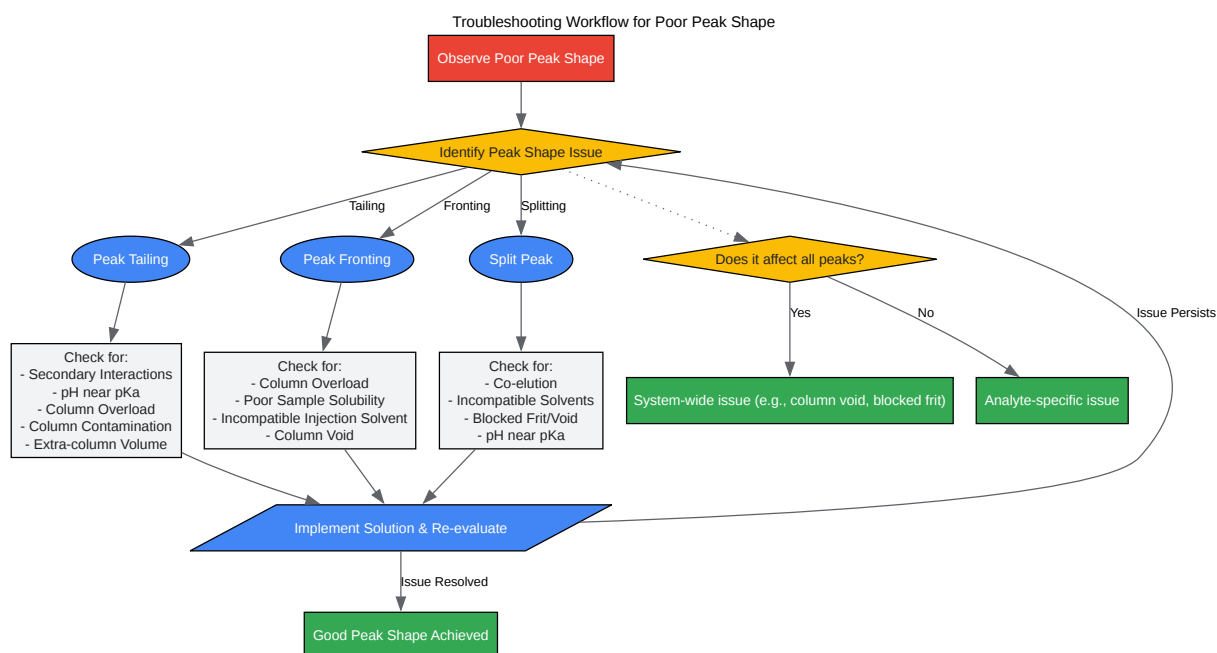 Troubleshooting Workflow for Poor Peak Shape
Observe Poor Peak Shape
Identify Peak Shape Issue
Tailing
Fronting
Splitting
Peak Tailing
Peak Fronting
Split Peak
Does it affect all peaks?
Yes
No
Issue Persists
Check for:
- Secondary Interactions
- pH near pKa
- Column Overload
- Column Contamination
- Extra-column Volume
Check for:
- Column Overload
- Poor Sample Solubility
- Incompatible Injection Solvent
- Column Void
Check for:
- Co-elution
- Incompatible Solvents
- Blocked Frit/Void
- pH near pKa
System-wide issue (e.g., column void, blocked frit)
Analyte-specific issue
Implement Solution & Re-evaluate
Issue Resolved
Good Peak Shape Achieved